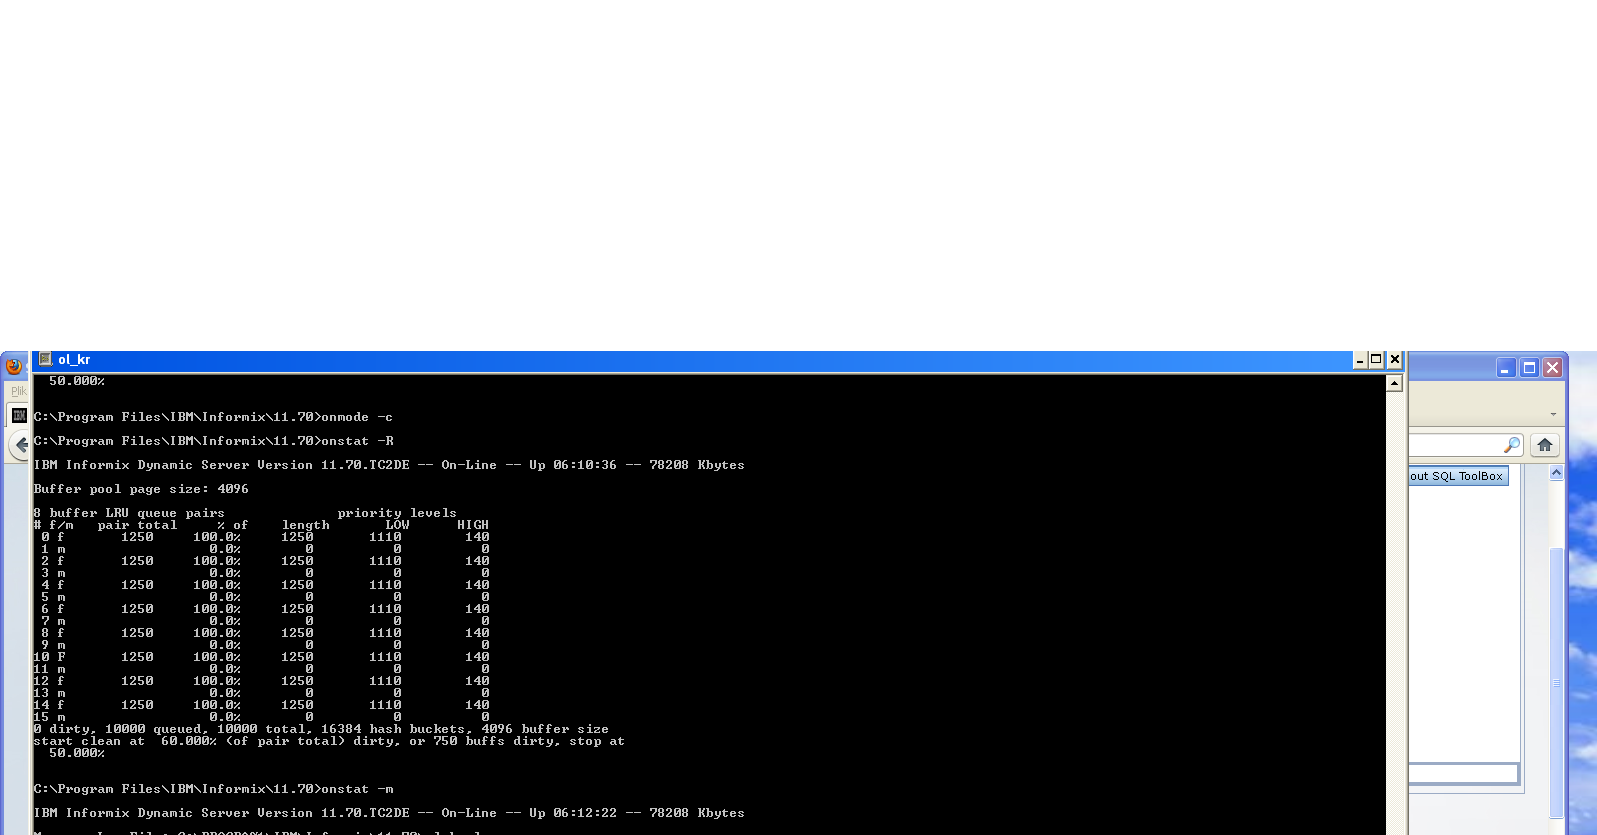 ol_kr
Plik
IBM
out SQL ToolBox
50.000%
C:\Program Files\IBM\Informix\11.70>onmode -c
C:\Program Files\IBM\Informix\11.70>onstat -R
IBM Informix Dynamic Server Version 11.70.TC2DE -- On-Line -- Up 06:10:36 -- 78208 Kbytes
Buffer pool page size: 4096
8 buffer LRU queue pairs priority levels
# f/m pair total % of length LOW HIGH
0 f 1250 100.0% 1250 1110 140
1 m 0.0% 0 0 0
2 f 1250 100.0% 1250 1110 140
3 m 0.0% 0 0 0
4 f 1250 100.0% 1250 1110 140
5 m 0.0% 0 0 0
6 f 1250 100.0% 1250 1110 140
7 m 0.0% 0 0 0
8 f 1250 100.0% 1250 1110 140
9 m 0.0% 0 0 0
10 F 1250 100.0% 1250 1110 140
11 m 0.0% 0 0 0
12 f 1250 100.0% 1250 1110 140
13 m 0.0% 0 0 0
14 f 1250 100.0% 1250 1110 140
15 m 0.0% 0 0 0
0 dirty, 10000 queued, 10000 total, 16384 hash buckets, 4096 buffer size
start clean at 60.000% (of pair total) dirty, or 750 buffs dirty, stop at
50.000%
C:\Program Files\IBM\Informix\11.70>onstat -m
IBM Informix Dynamic Server Version 11.70.TC2DE -- On-Line -- Up 06:12:22 -- 78208 Kbytes